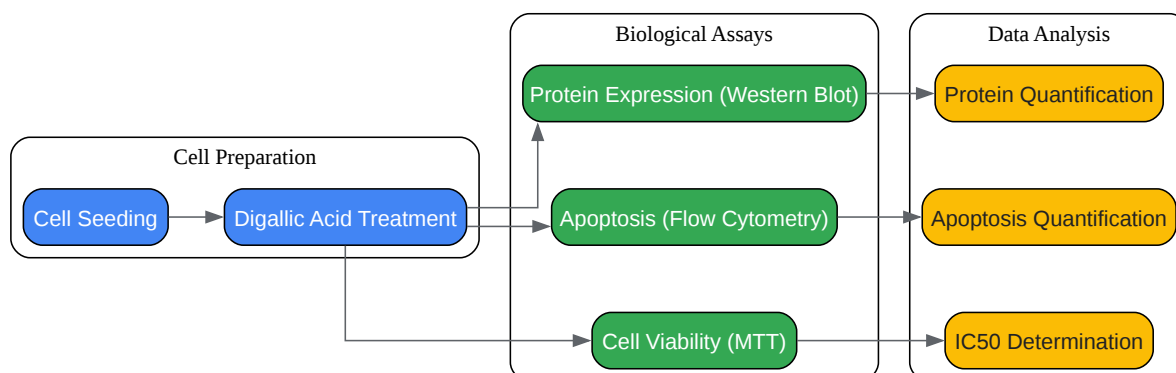 Biological Assays
Data Analysis
Protein Expression (Western Blot)
Protein Quantification
Cell Preparation
Cell Seeding
Digallic Acid Treatment
Apoptosis (Flow Cytometry)
Apoptosis Quantification
Cell Viability (MTT)
IC50 Determination